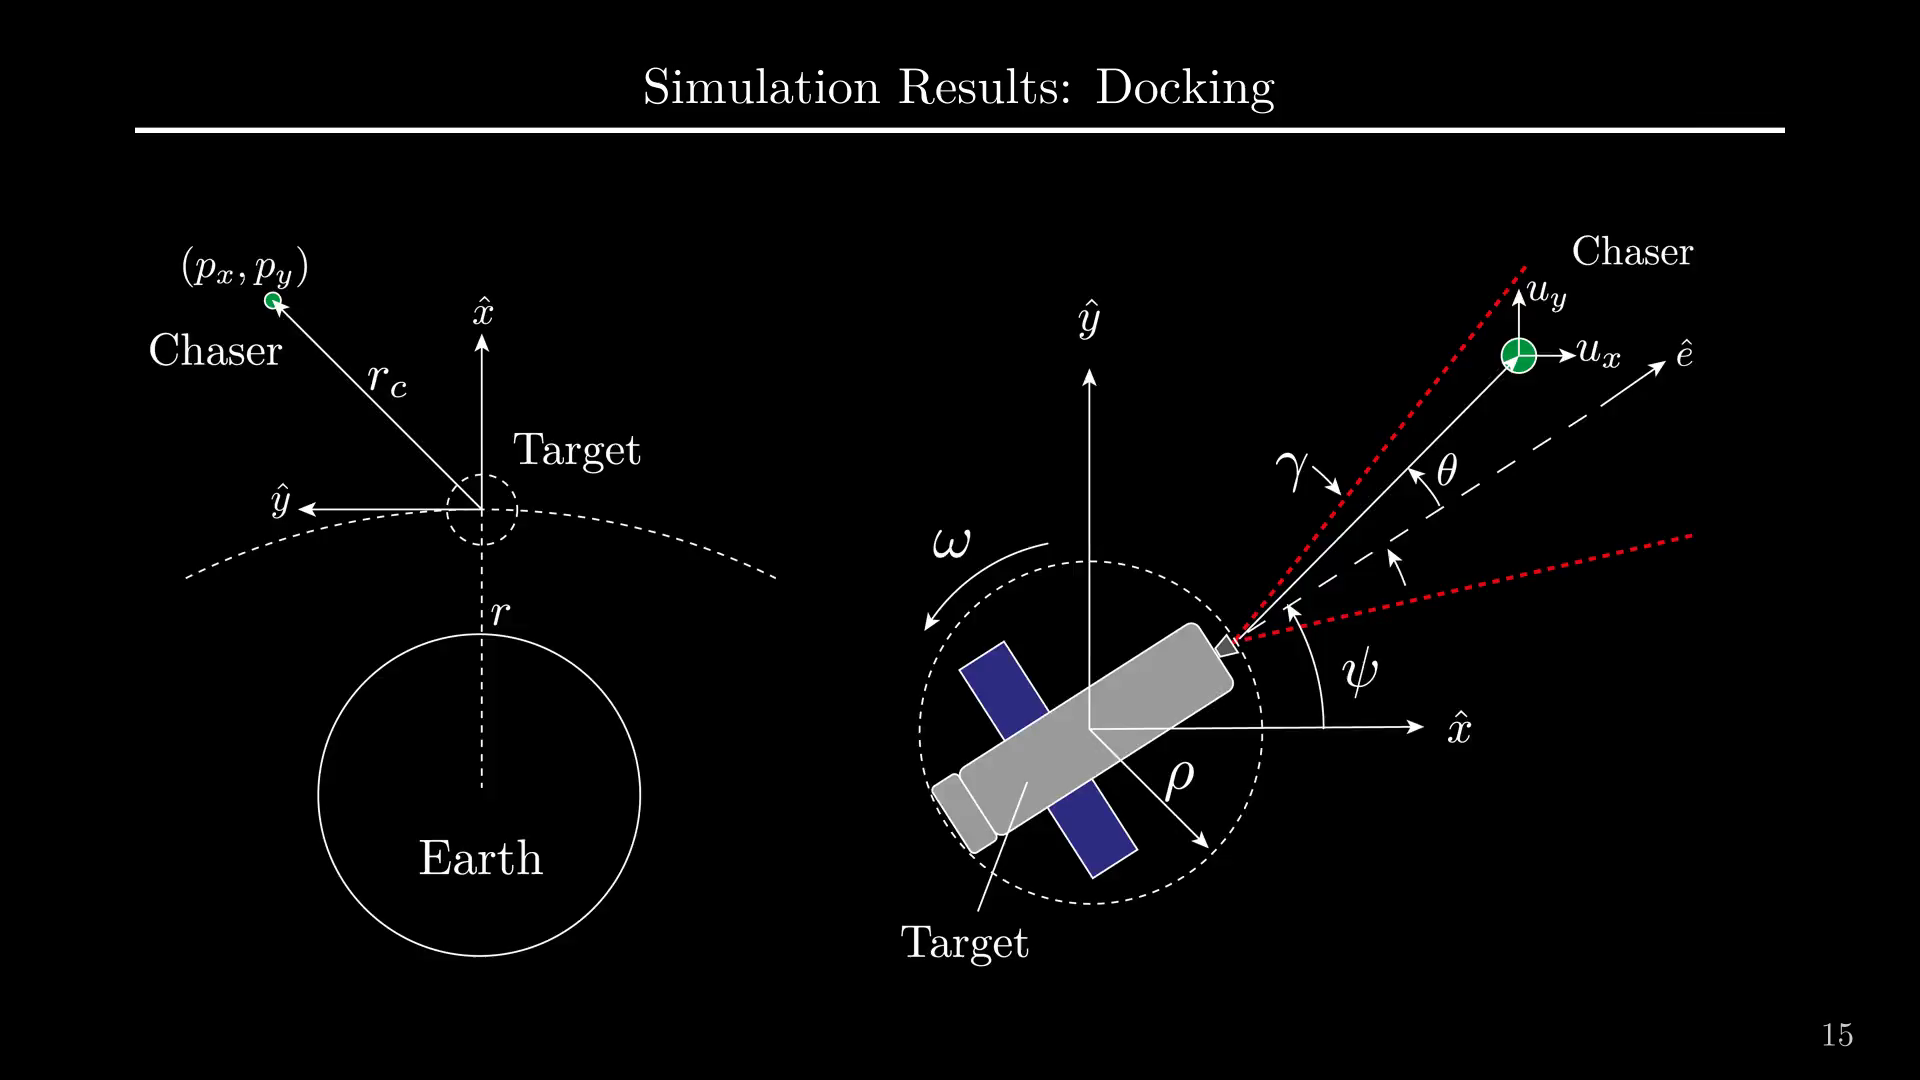 Simulation Results: Docking
(p_x, p_y)
Chaser
r_c
x̂
Target
ŷ
r
Earth
Chaser
u_y
u_x
ê
ŷ
γ
θ
ω
ψ
x̂
ρ
Target
15